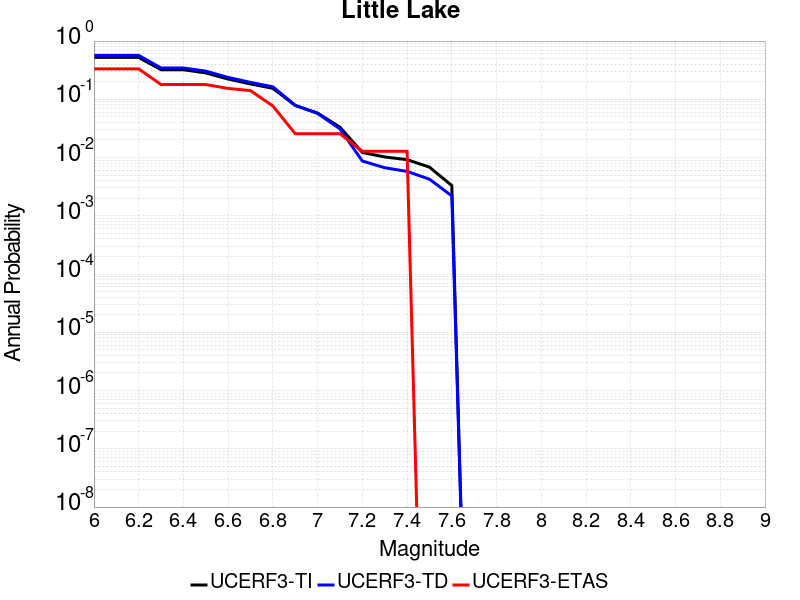 Little Lake
10^0
10^-1
10^-2
10^-3
10^-4
10^-5
10^-6
10^-7
10^-8
Annual Probability
6 6.2 6.4 6.6 6.8 7 7.2 7.4 7.6 7.8 8 8.2 8.4 8.6 8.8 9
Magnitude
UCERF3-TI UCERF3-TD UCERF3-ETAS